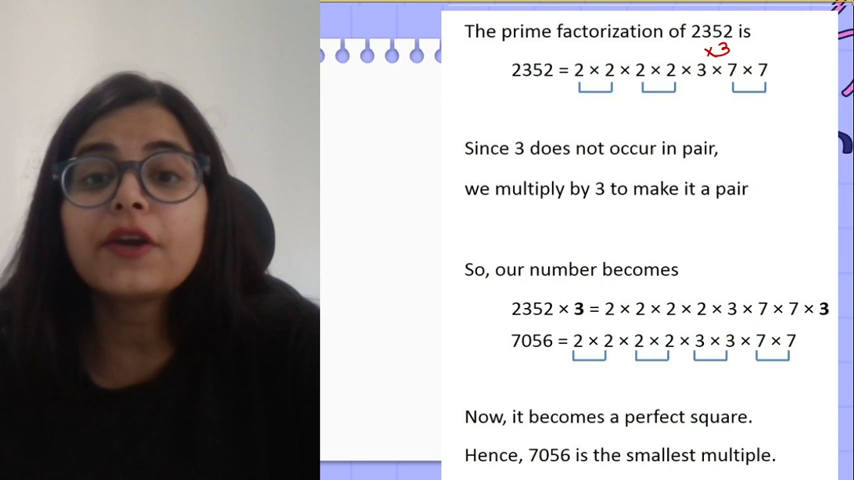 The prime factorization of 2352 is
×3
2352 = 2 × 2 × 2 × 2 × 3 × 7 × 7
Since 3 does not occur in pair,
we multiply by 3 to make it a pair
So, our number becomes
2352 × 3 = 2 × 2 × 2 × 2 × 3 × 7 × 7 × 3
7056 = 2 × 2 × 2 × 2 × 3 × 3 × 7 × 7
Now, it becomes a perfect square.
Hence, 7056 is the smallest multiple.